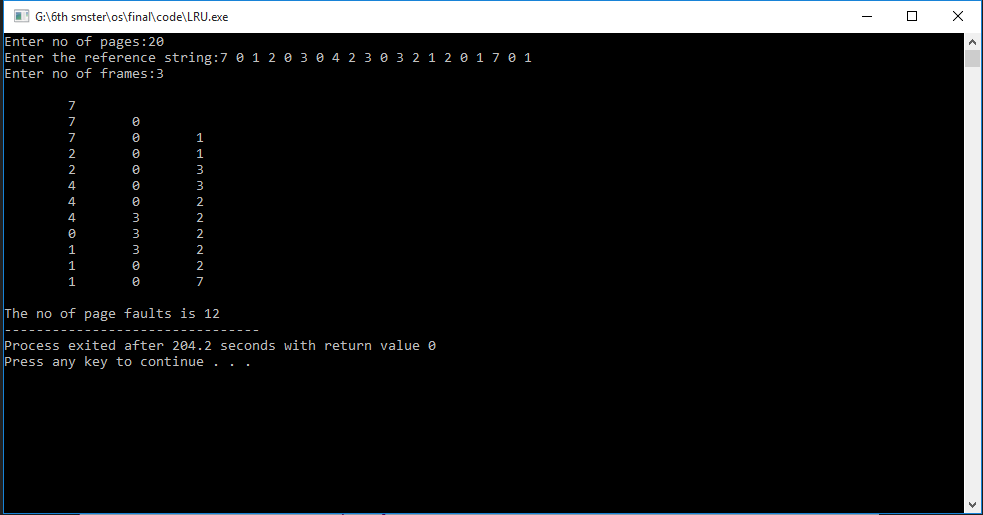 G:\6th smster\os\final\code\LRU.exe
Enter no of pages:20
Enter the reference string:7 0 1 2 0 3 0 4 2 3 0 3 2 1 2 0 1 7 0 1
Enter no of frames:3
7
7 0
7 0 1
2 0 1
2 0 3
4 0 3
4 0 2
4 3 2
0 3 2
1 3 2
1 0 2
1 0 7
The no of page faults is 12
--------------------------------
Process exited after 204.2 seconds with return value 0
Press any key to continue . . .